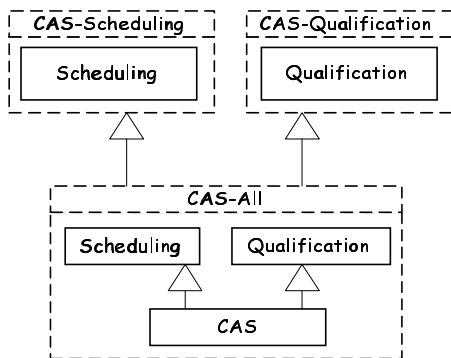 CAS-Scheduling
CAS-Qualification
Scheduling
Qualification
CAS-All
Scheduling
Qualification
CAS